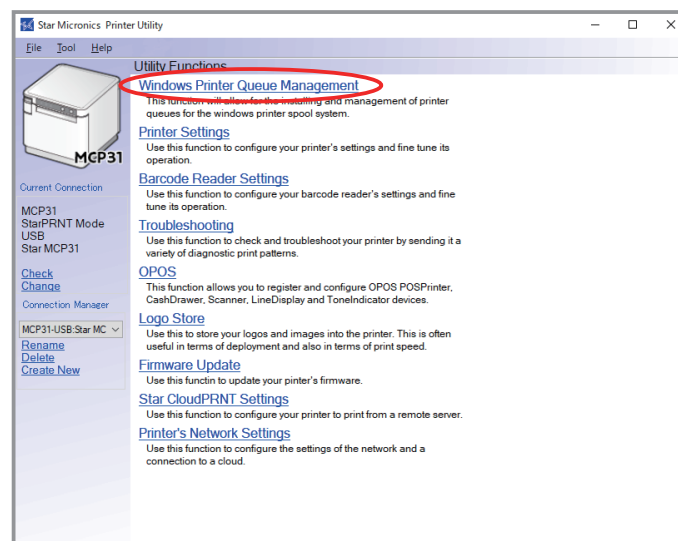 Star Micronics Printer Utility
File Tool Help
MCP31
Current Connection
MCP31
StarPRNT Mode
USB
Star MCP31
Check
Change
Connection Manager
MCP31-USB:Star MC
Rename
Delete
Create New
Utility Functions
Windows Printer Queue Management
This function will allow for the installing and management of printer
queues for the windows printer spool system.
Printer Settings
Use this function to configure your printer's settings and fine tune its
operation.
Barcode Reader Settings
Use this function to configure your barcode reader's settings and fine
tune its operation.
Troubleshooting
Use this function to check and troubleshoot your printer by sending it a
variety of diagnostic print patterns.
OPOS
This function allows you to register and configure OPOS POSPrinter,
CashDrawer, Scanner, LineDisplay and ToneIndicator devices.
Logo Store
Use this to store your logos and images into the printer. This is often
useful in terms of deployment and also in terms of print speed.
Firmware Update
Use this functin to update your pinter's firmware.
Star CloudPRNT Settings
Use this function to configure your printer to print from a remote server.
Printer's Network Settings
Use this function to configure the settings of the network and a
connection to a cloud.